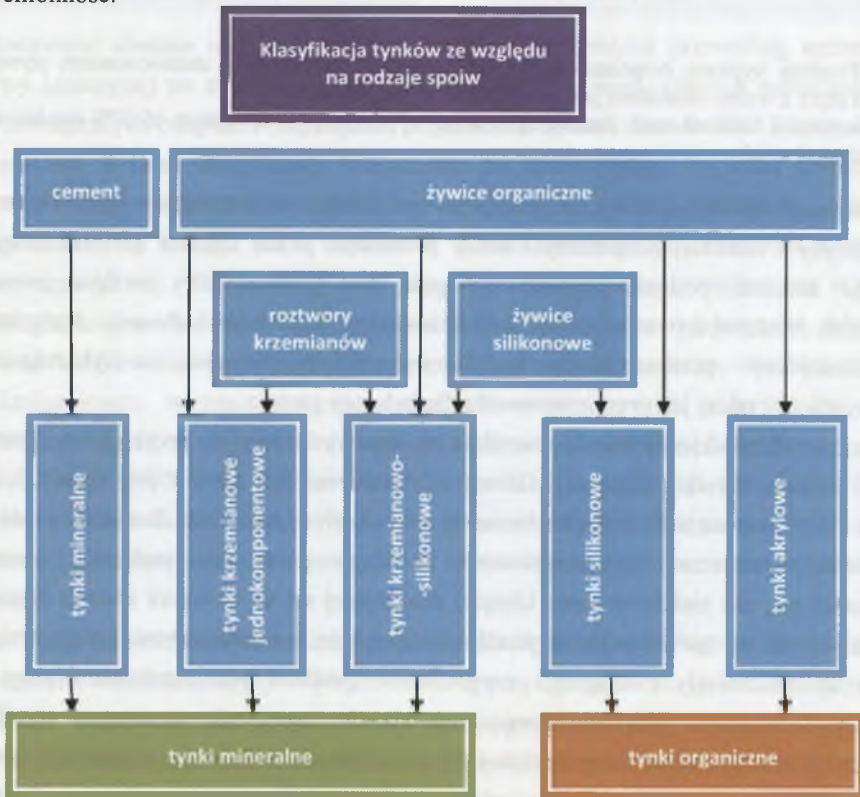 Klasyfikacja tynków ze względu
na rodzaje spoiw
cement
żywice organiczne
roztwory
krzemianów
żywice
silikonowe
tynki mineralne
tynki krzemianowe
jednokomponentowe
tynki krzemianowo-
-silikonowe
tynki silikonowe
tynki akrylowe
tynki mineralne
tynki organiczne